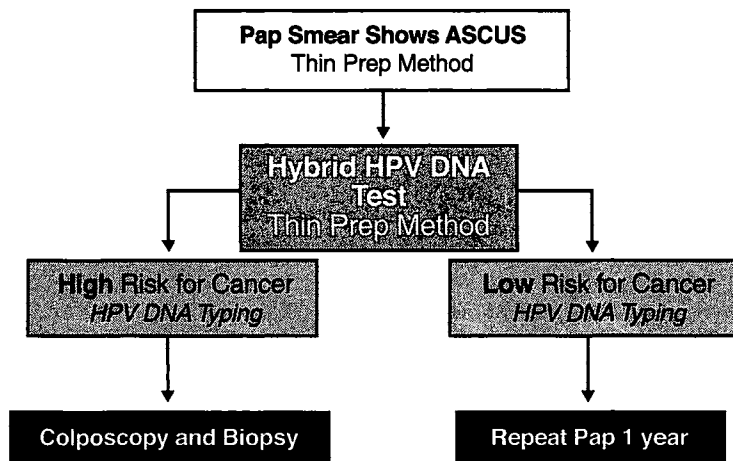 Pap Smear Shows ASCUS
Thin Prep Method
Hybrid HPV DNA
Test
Thin Prep Method
High Risk for Cancer
HPV DNA Typing
Low Risk for Cancer
HPV DNA Typing
Colposcopy and Biopsy
Repeat Pap 1 year